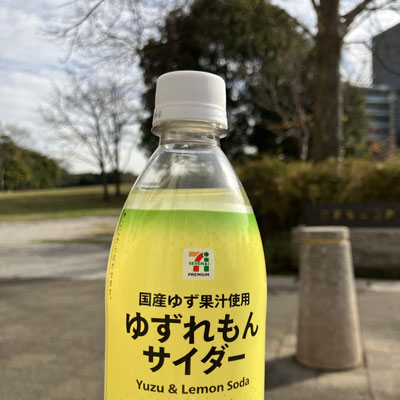 SEVEN&i
PREMIUM
国産ゆず果汁使用
ゆずれもん
サイダー
Yuzu & Lemon Soda